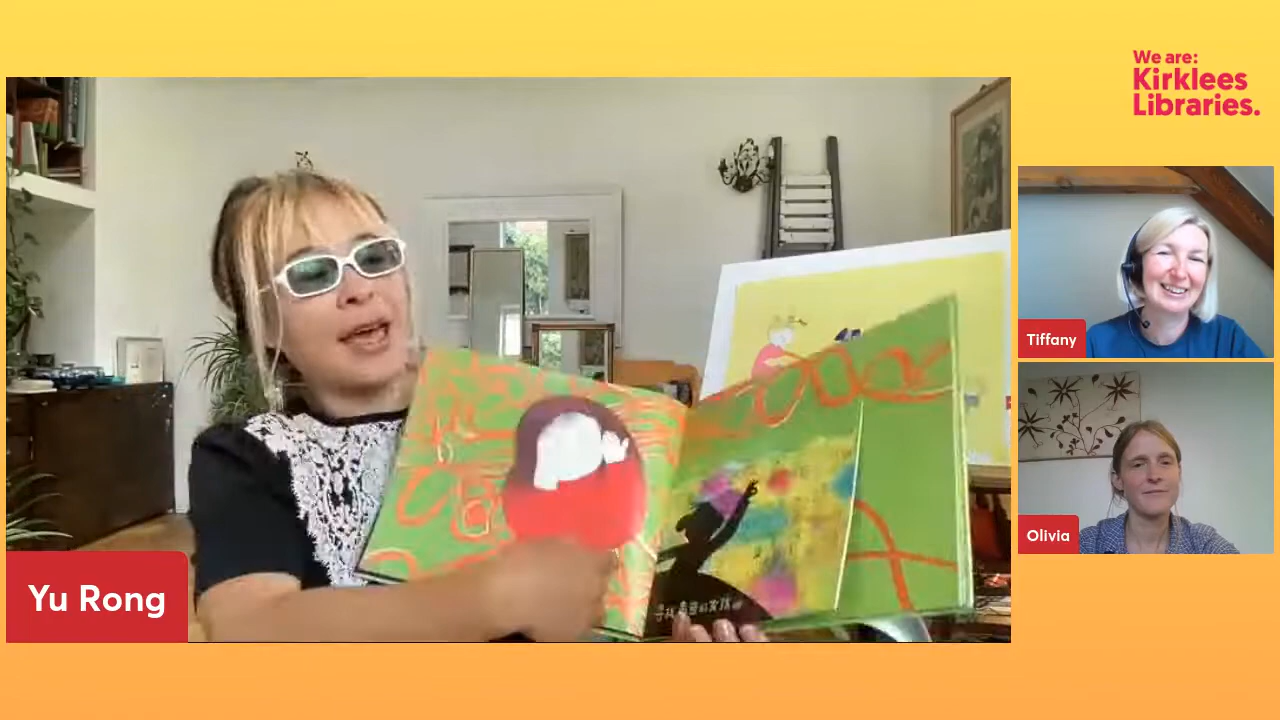 We are:
Kirklees
Libraries.
Tiffany
Olivia
Yu Rong